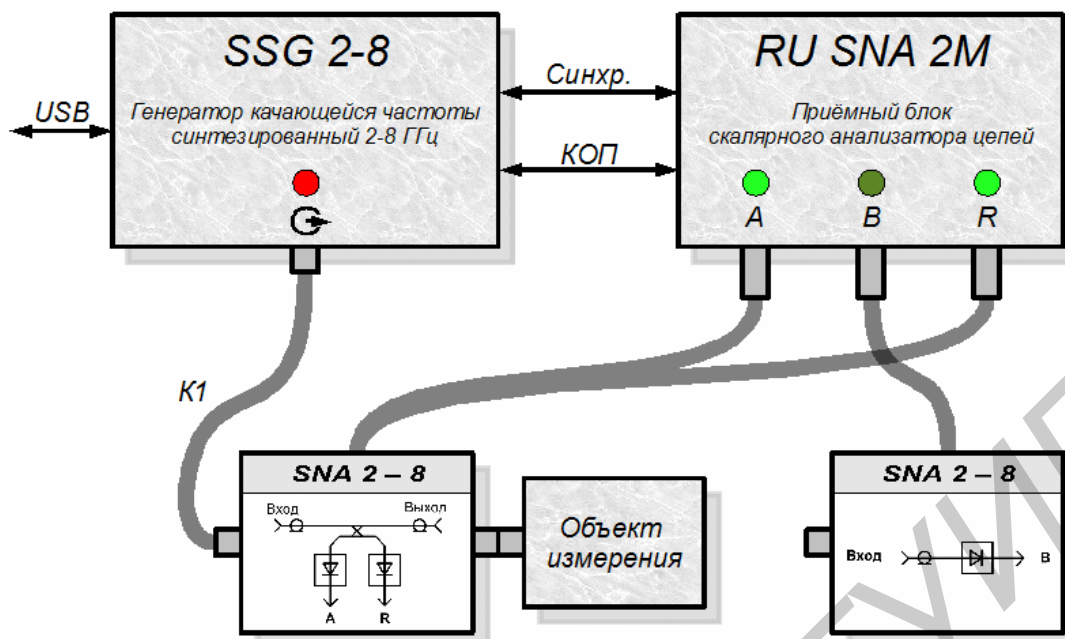 SSG 2-8
RU SNA 2M
USB
Генератор качающейся частоты
синтезированный 2-8 ГГц
Синхр.
КОП
Приёмный блок
скалярного анализатора цепей
A
B
R
К1
SNA 2 – 8
Вход
Выход
A
R
Объект
измерения
SNA 2 – 8
Вход
B